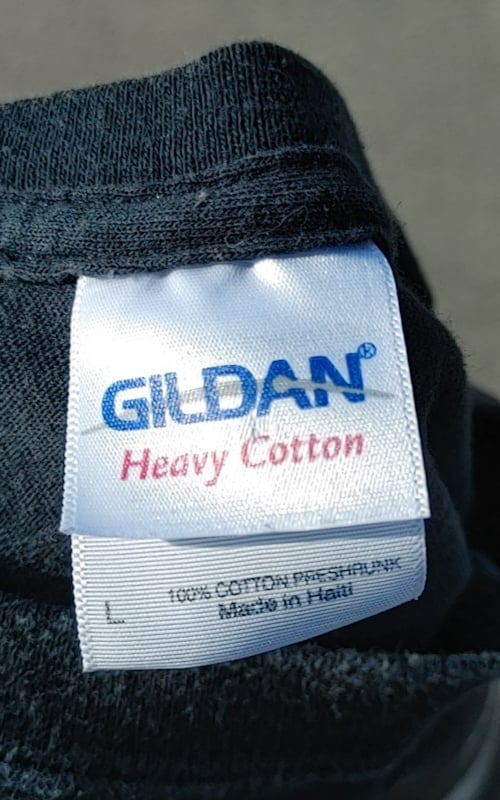 GILDAN®
Heavy Cotton
100% COTTON PRESHRUNK
L
Made in Haiti